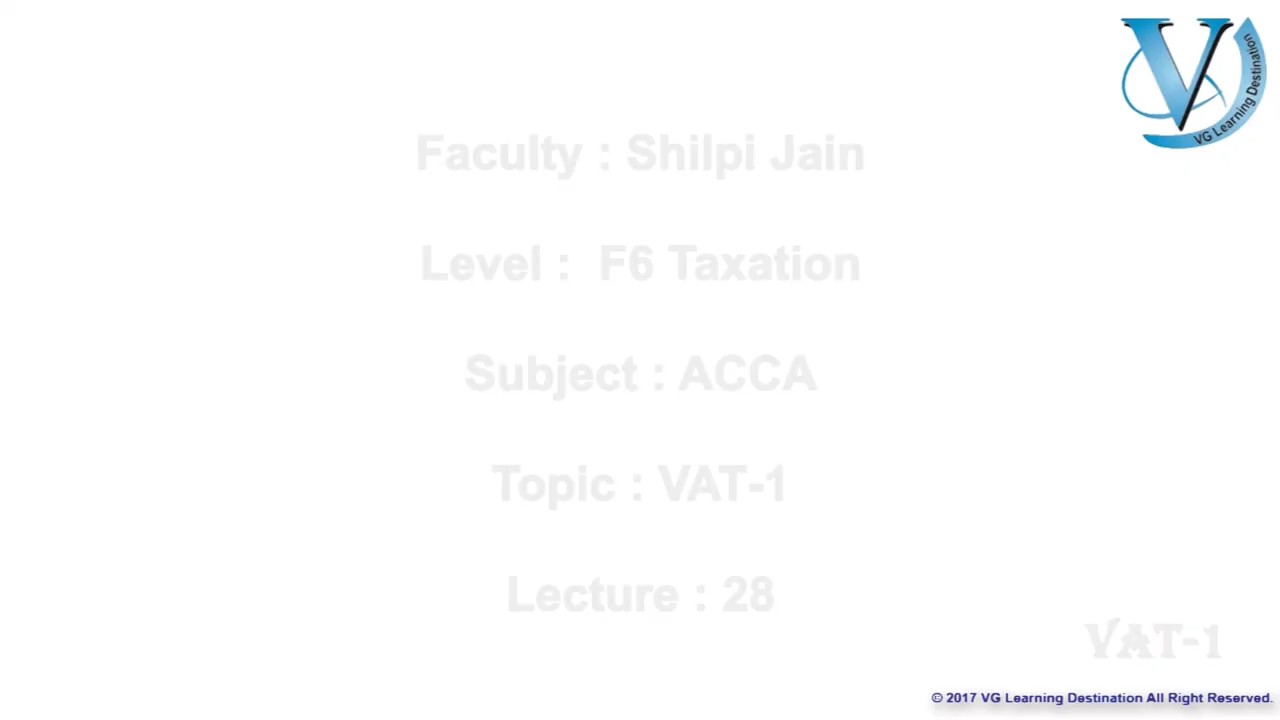 VG Learning Destination
Faculty : Shilpi Jain
Level : F6 Taxation
Subject : ACCA
Topic : VAT-1
Lecture : 28
VAT-1
© 2017 VG Learning Destination All Right Reserved.